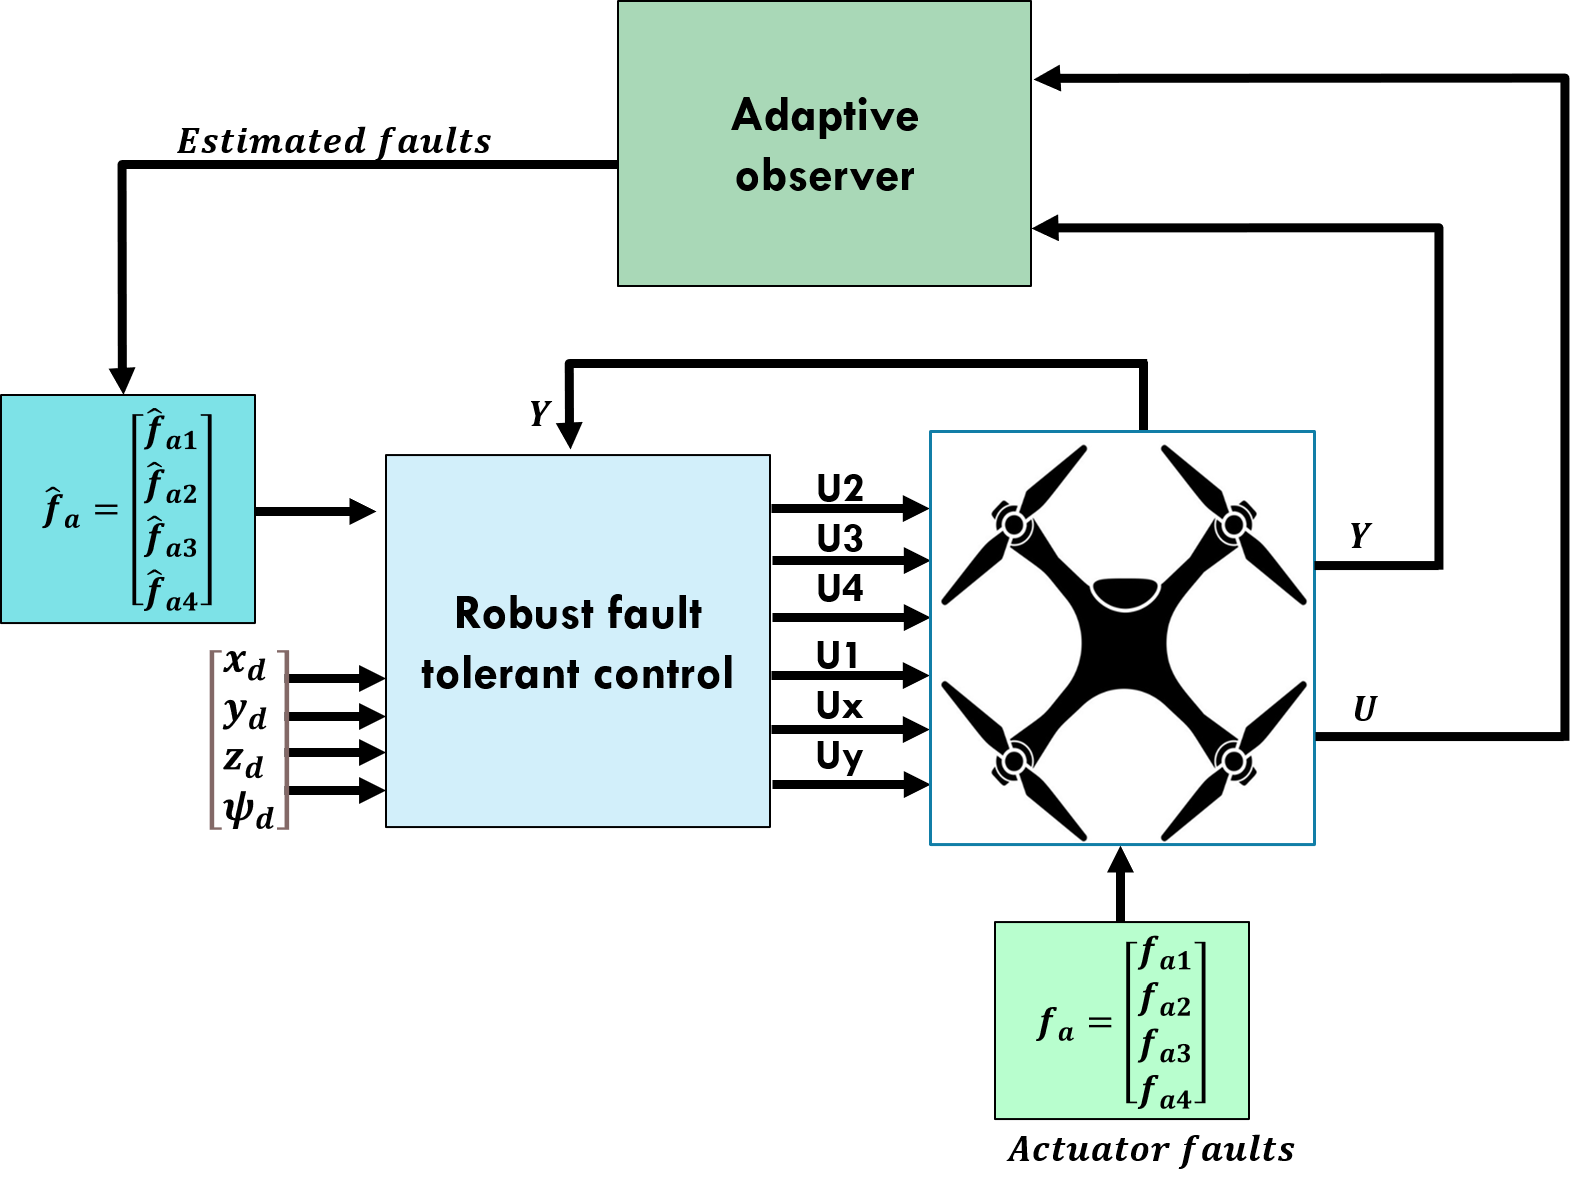 Adaptive
observer
Estimated faults
Y
f̂a = [f̂a1
f̂a2
f̂a3
f̂a4]
Robust fault
tolerant control
U2
U3
U4
U1
Ux
Uy
Y
U
[xd
yd
zd
ψd]
fa = [fa1
fa2
fa3
fa4]
Actuator faults